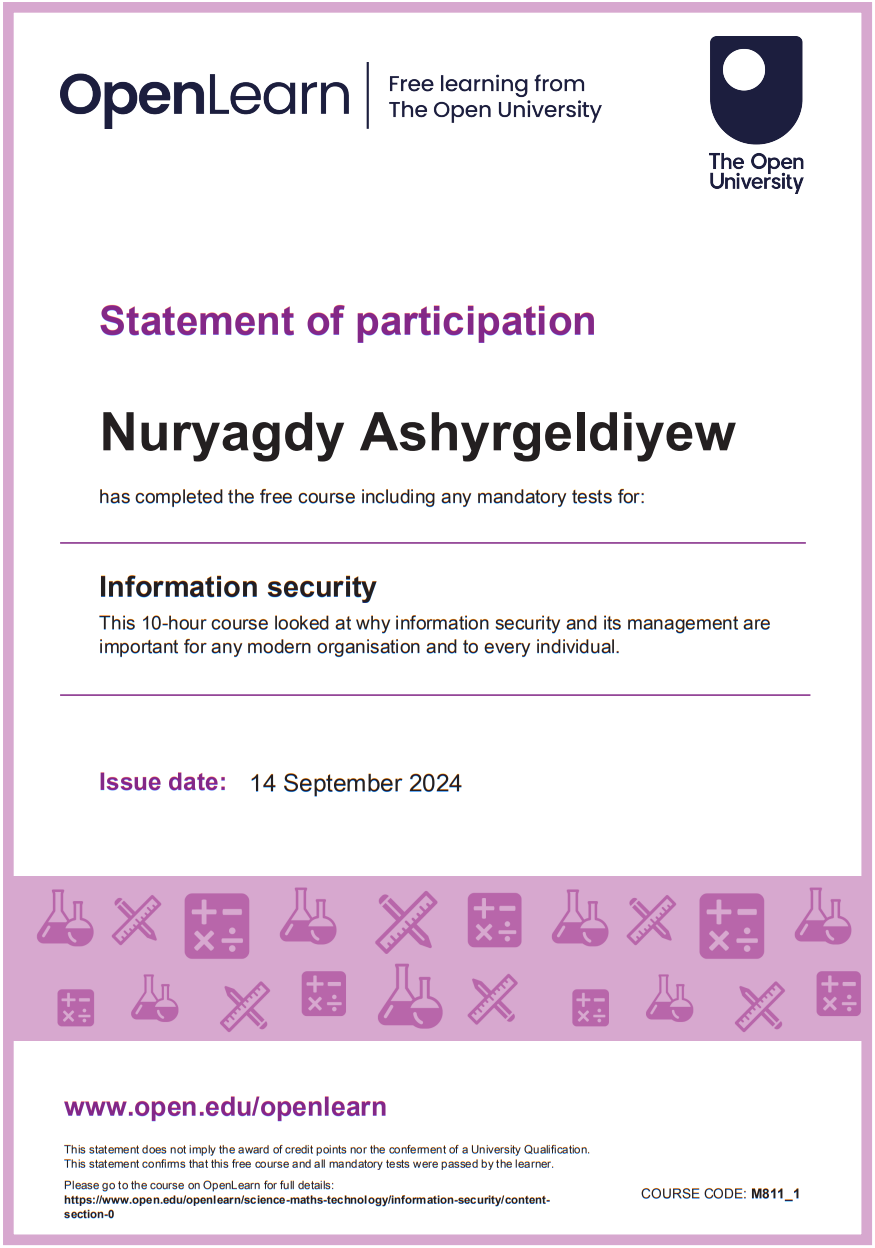 OpenLearn
Free learning from
The Open University
The Open
University
Statement of participation
Nuryagdy Ashyrgeldiyew
has completed the free course including any mandatory tests for:
Information security
This 10-hour course looked at why information security and its management are
important for any modern organisation and to every individual.
Issue date: 14 September 2024
www.open.edu/openlearn
This statement does not imply the award of credit points nor the conferment of a University Qualification.
This statement confirms that this free course and all mandatory tests were passed by the learner.
Please go to the course on OpenLearn for full details:
https://www.open.edu/openlearn/science-maths-technology/information-security/content-
section-0
COURSE CODE: M811_1